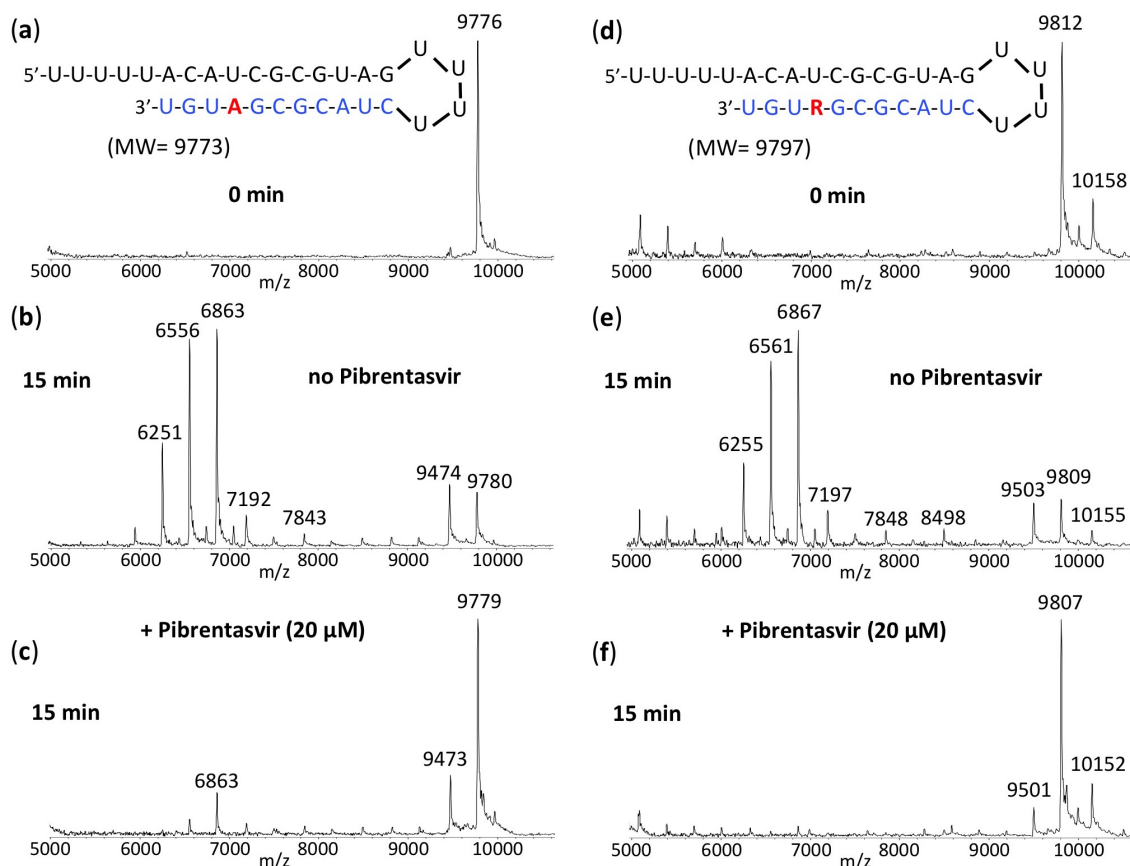 (a)
9776
U
5'-U-U-U-U-U-A-C-A-U-C-G-C-G-U-A-G
U
3'-U-G-U-A-G-C-G-C-A-U-C
U
U
(MW= 9773)
0 min
5000 6000 7000 8000 9000 10000
m/z
(b)
6863
6556
15 min
no Pibrentasvir
6251
9474
9780
7192
7843
5000 6000 7000 8000 9000 10000
m/z
9779
+ Pibrentasvir (20 µM)
(c)
15 min
9473
6863
5000 6000 7000 8000 9000 10000
m/z
(d)
9812
U
5'-U-U-U-U-U-A-C-A-U-C-G-C-G-U-A-G
U
3'-U-G-U-R-G-C-G-C-A-U-C
U
U
(MW= 9797)
10158
0 min
5000 6000 7000 8000 9000 10000
m/z
(e)
6867
6561
15 min
no Pibrentasvir
6255
9809
9503
7197
7848
8498
10155
5000 6000 7000 8000 9000 10000
m/z
9807
+ Pibrentasvir (20 µM)
(f)
15 min
10152
9501
5000 6000 7000 8000 9000 10000
m/z